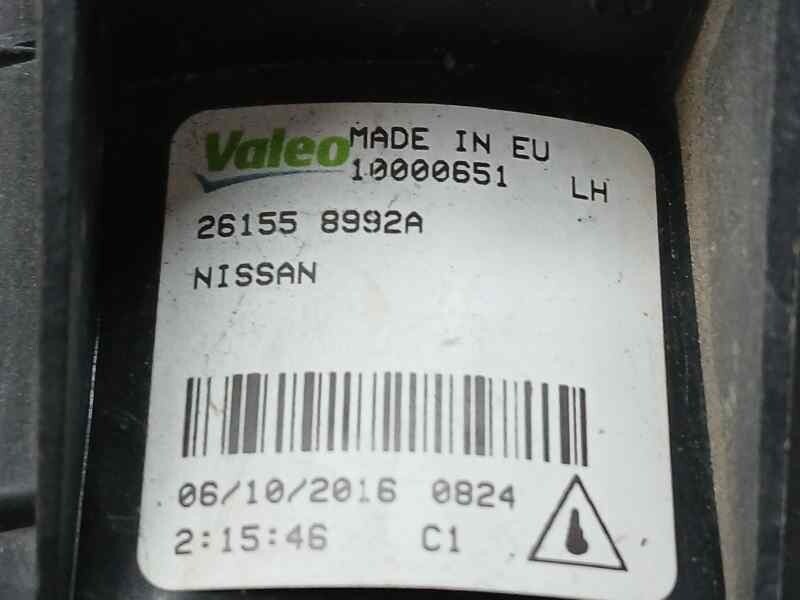 Valeo MADE IN EU
10000651 LH
26155 8992A
NISSAN
06/10/2016 0824
2:15:46 C1